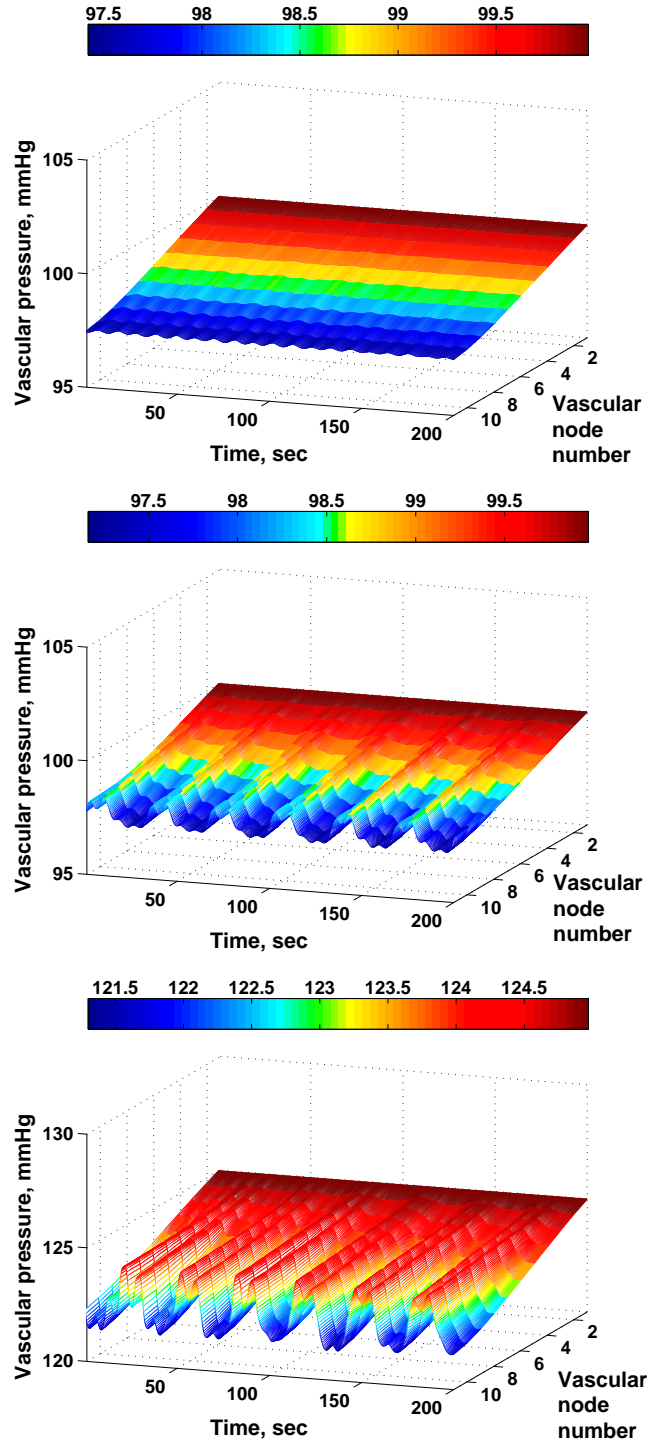 97.5 98 98.5 99 99.5
105
100
95
Vascular pressure, mmHg
50 100 150 200
Time, sec
2 4 6 8 10
Vascular
node
number
97.5 98 98.5 99 99.5
105
100
95
Vascular pressure, mmHg
50 100 150 200
Time, sec
2 4 6 8 10
Vascular
node
number
121.5 122 122.5 123 123.5 124 124.5
130
125
120
Vascular pressure, mmHg
50 100 150 200
Time, sec
2 4 6 8 10
Vascular
node
number